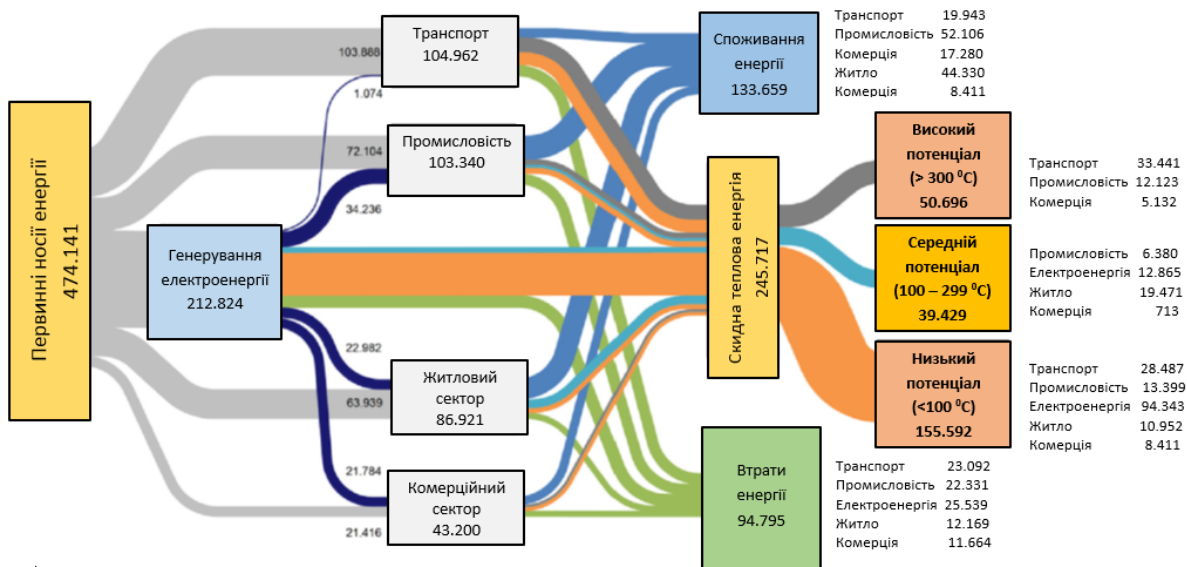 Первинні носії енергії
474.141
Генерування
електроенергії
212.824
103.888
1.074
72.104
34.236
22.982
63.939
21.784
21.416
Транспорт
104.962
Промисловість
103.340
Житловий
сектор
86.921
Комерційний
сектор
43.200
Споживання
енергії
133.659
Транспорт 19.943
Промисловість 52.106
Комерція 17.280
Житло 44.330
Комерція 8.411
Скидна теплова енергія
245.717
Високий
потенціал
(> 300 ⁰С)
50.696
Транспорт 33.441
Промисловість 12.123
Комерція 5.132
Середній
потенціал
(100 – 299 ⁰С)
39.429
Промисловість 6.380
Електроенергія 12.865
Житло 19.471
Комерція 713
Низький
потенціал
(<100 ⁰С)
155.592
Транспорт 28.487
Промисловість 13.399
Електроенергія 94.343
Житло 10.952
Комерція 8.411
Втрати
енергії
94.795
Транспорт 23.092
Промисловість 22.331
Електроенергія 25.539
Житло 12.169
Комерція 11.664